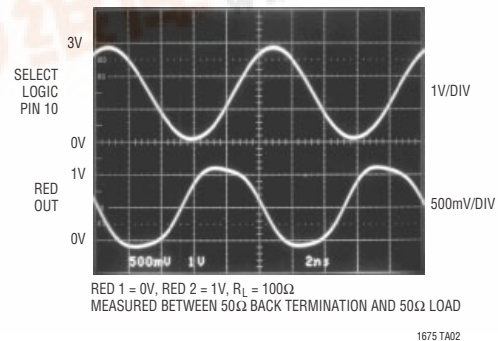 3V
SELECT
LOGIC
PIN 10
1V/DIV
0V
1V
RED
OUT
500mV/DIV
0V
500mV 1V 2ns
RED 1 = 0V, RED 2 = 1V, RL = 100Ω
MEASURED BETWEEN 50Ω BACK TERMINATION AND 50Ω LOAD
1675 TA02